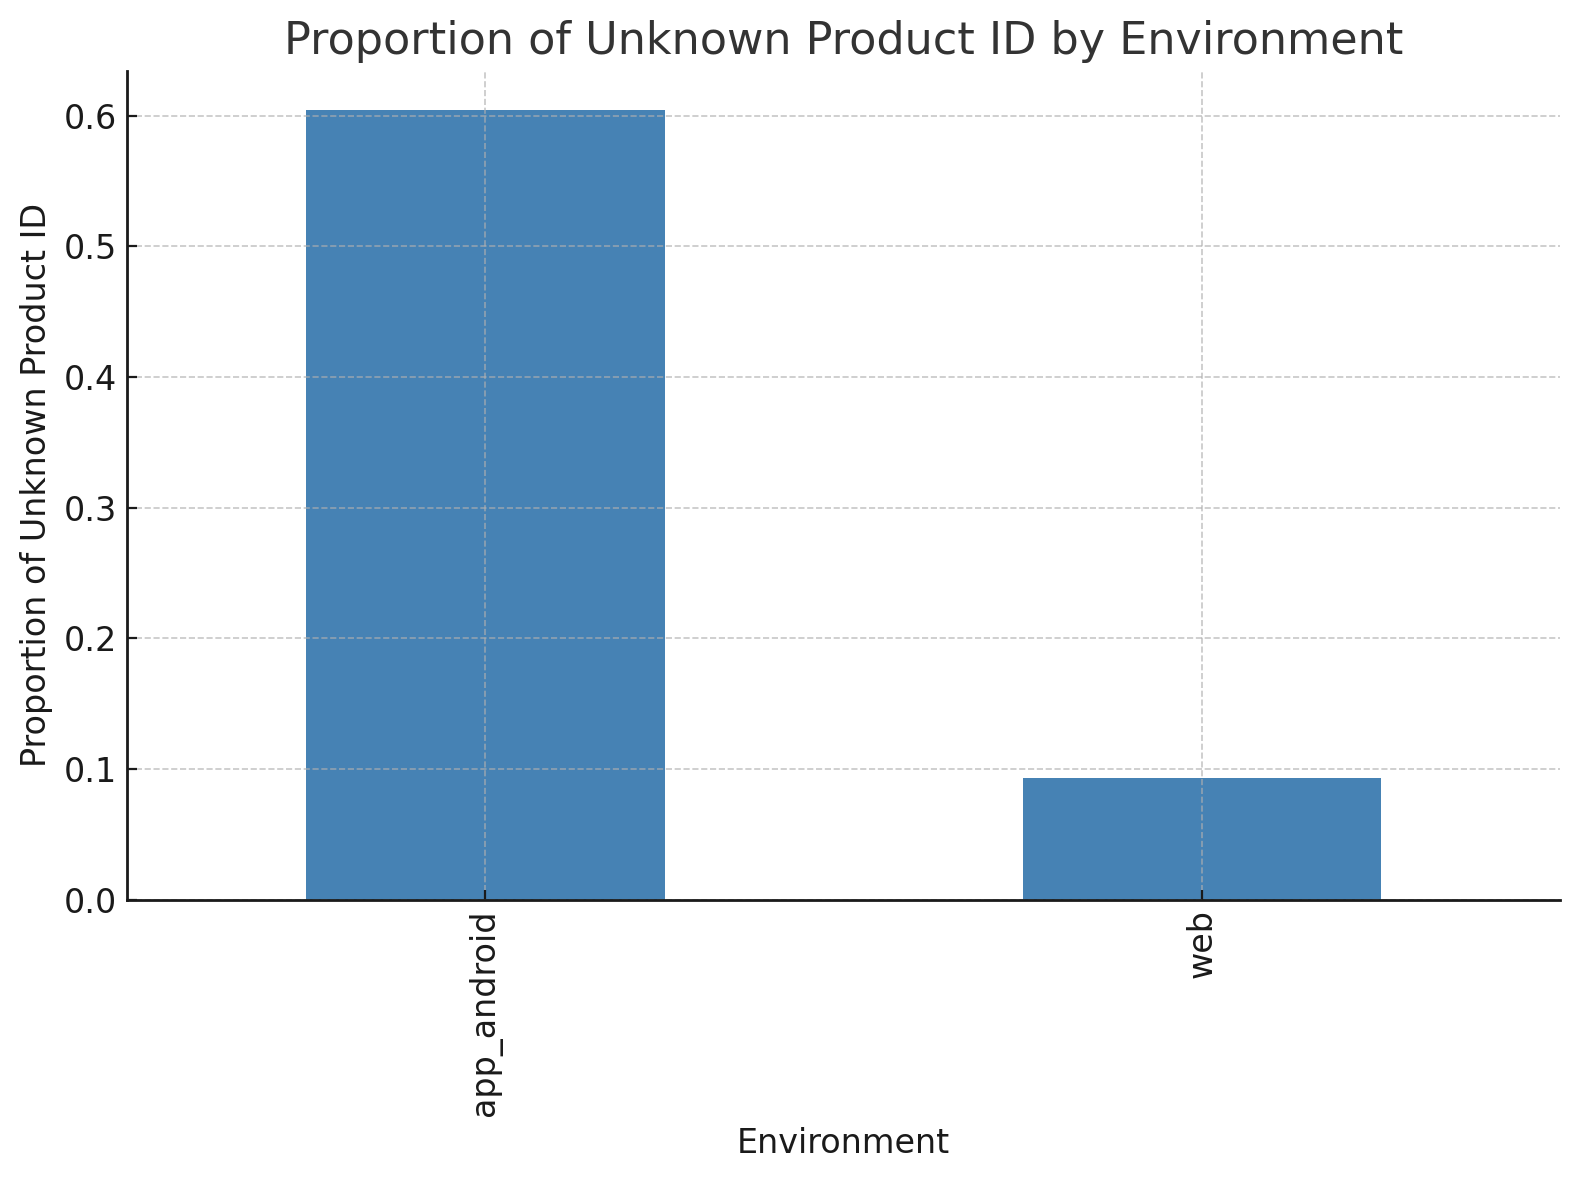 Proportion of Unknown Product ID by Environment
Proportion of Unknown Product ID
0.6
0.5
0.4
0.3
0.2
0.1
0.0
app_android
web
Environment